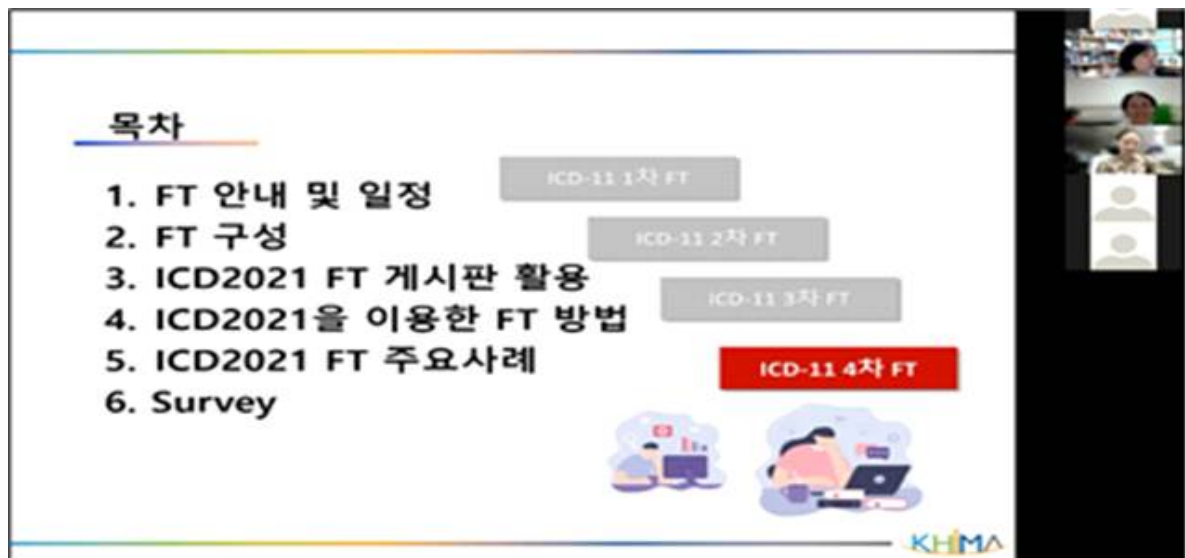 목차
1. FT 안내 및 일정
2. FT 구성
3. ICD2021 FT 게시판 활용
4. ICD2021을 이용한 FT 방법
5. ICD2021 FT 주요사례
6. Survey
ICD-11 1차 FT
ICD-11 2차 FT
ICD-11 3차 FT
ICD-11 4차 FT
KHIMA